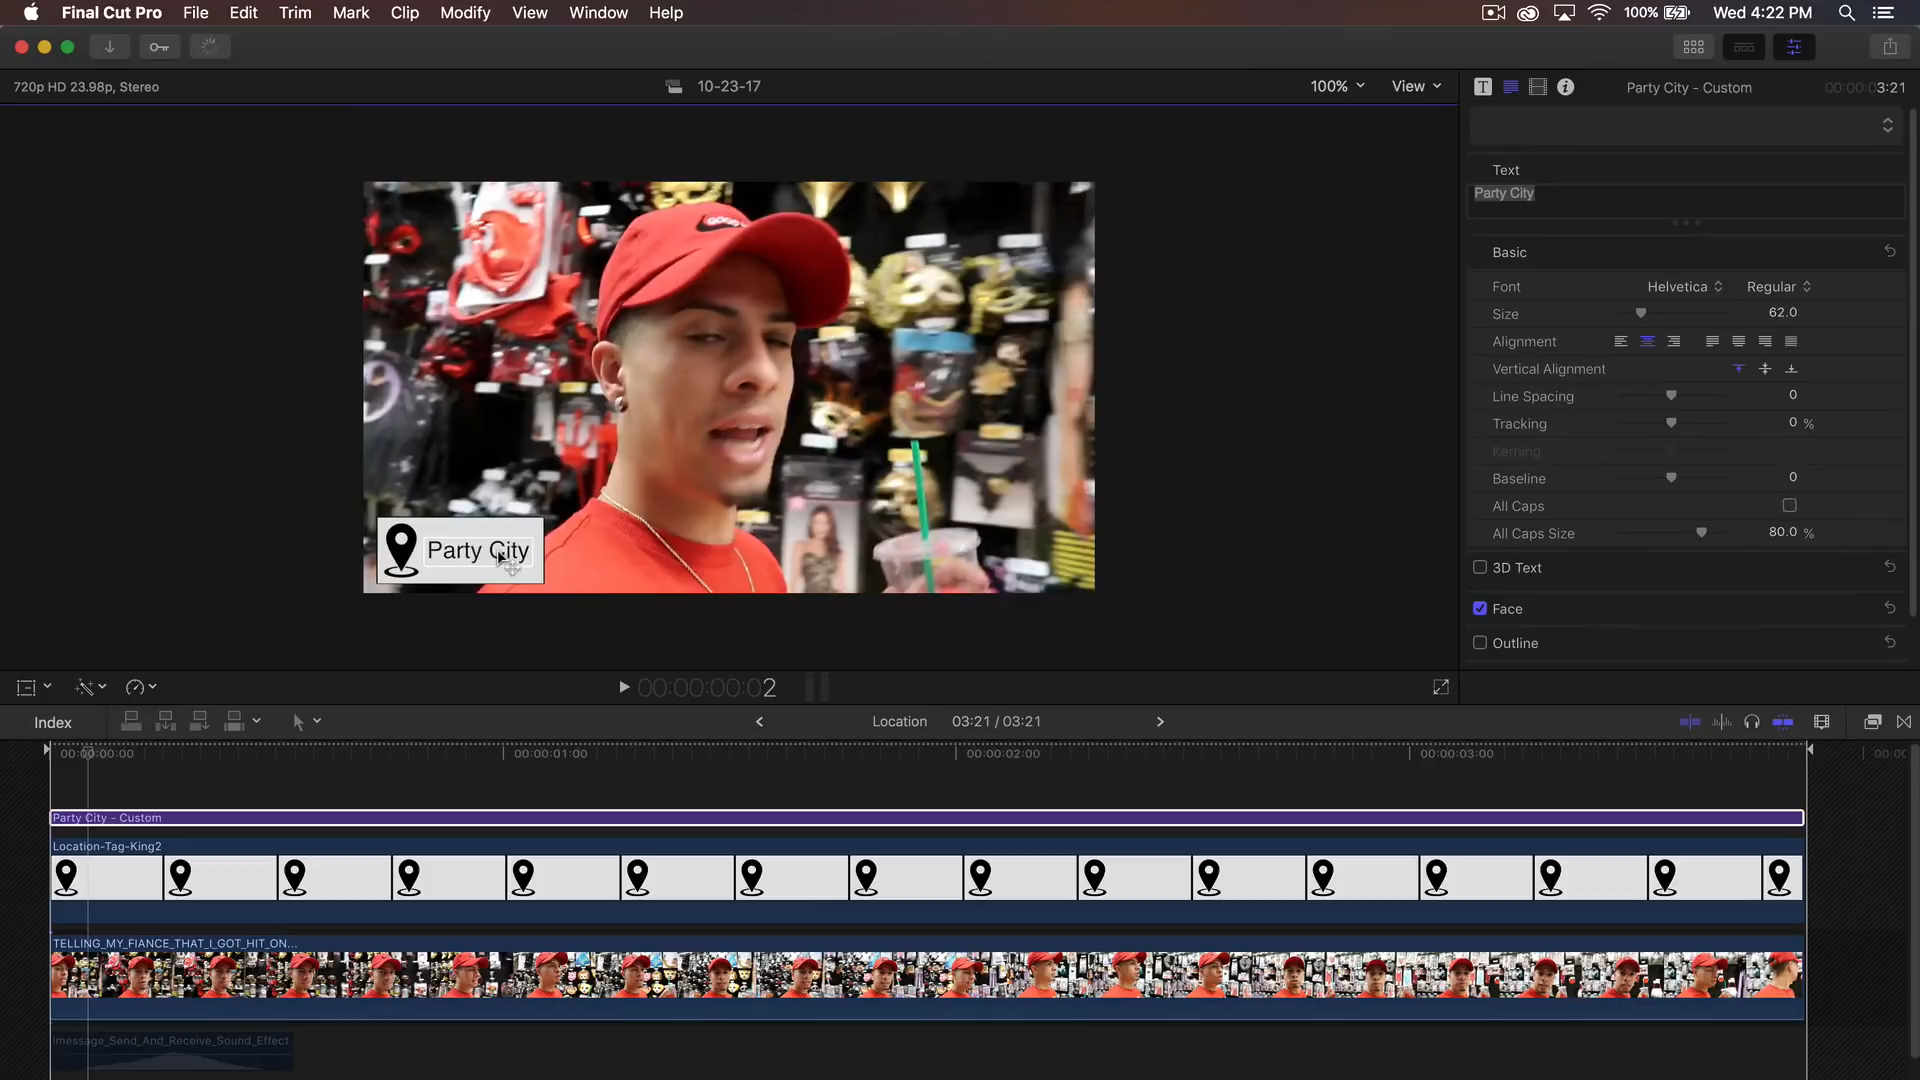 Final Cut Pro File Edit Trim Mark Clip Modify View Window Help 100% Wed 4:22 PM
720p HD 23.98p, Stereo 10-23-17 100% View Party City - Custom 00:00:00:03:21
Text
Party City
Basic
Font Helvetica Regular
Size 62.0
Alignment
Vertical Alignment
Line Spacing 0
Tracking 0 %
Kerning
Baseline 0
All Caps
All Caps Size 80.0 %
3D Text
Face
Outline
Party City
00:00:00:02
Index Location 03:21 / 03:21
00:00:00:00 00:00:01:00 00:00:02:00 00:00:03:00
Party City - Custom
Location-Tag-King2
TELLING_MY_FIANCE_THAT_I_GOT_HIT_ON...
Imessage_Send_And_Receive_Sound_Effect